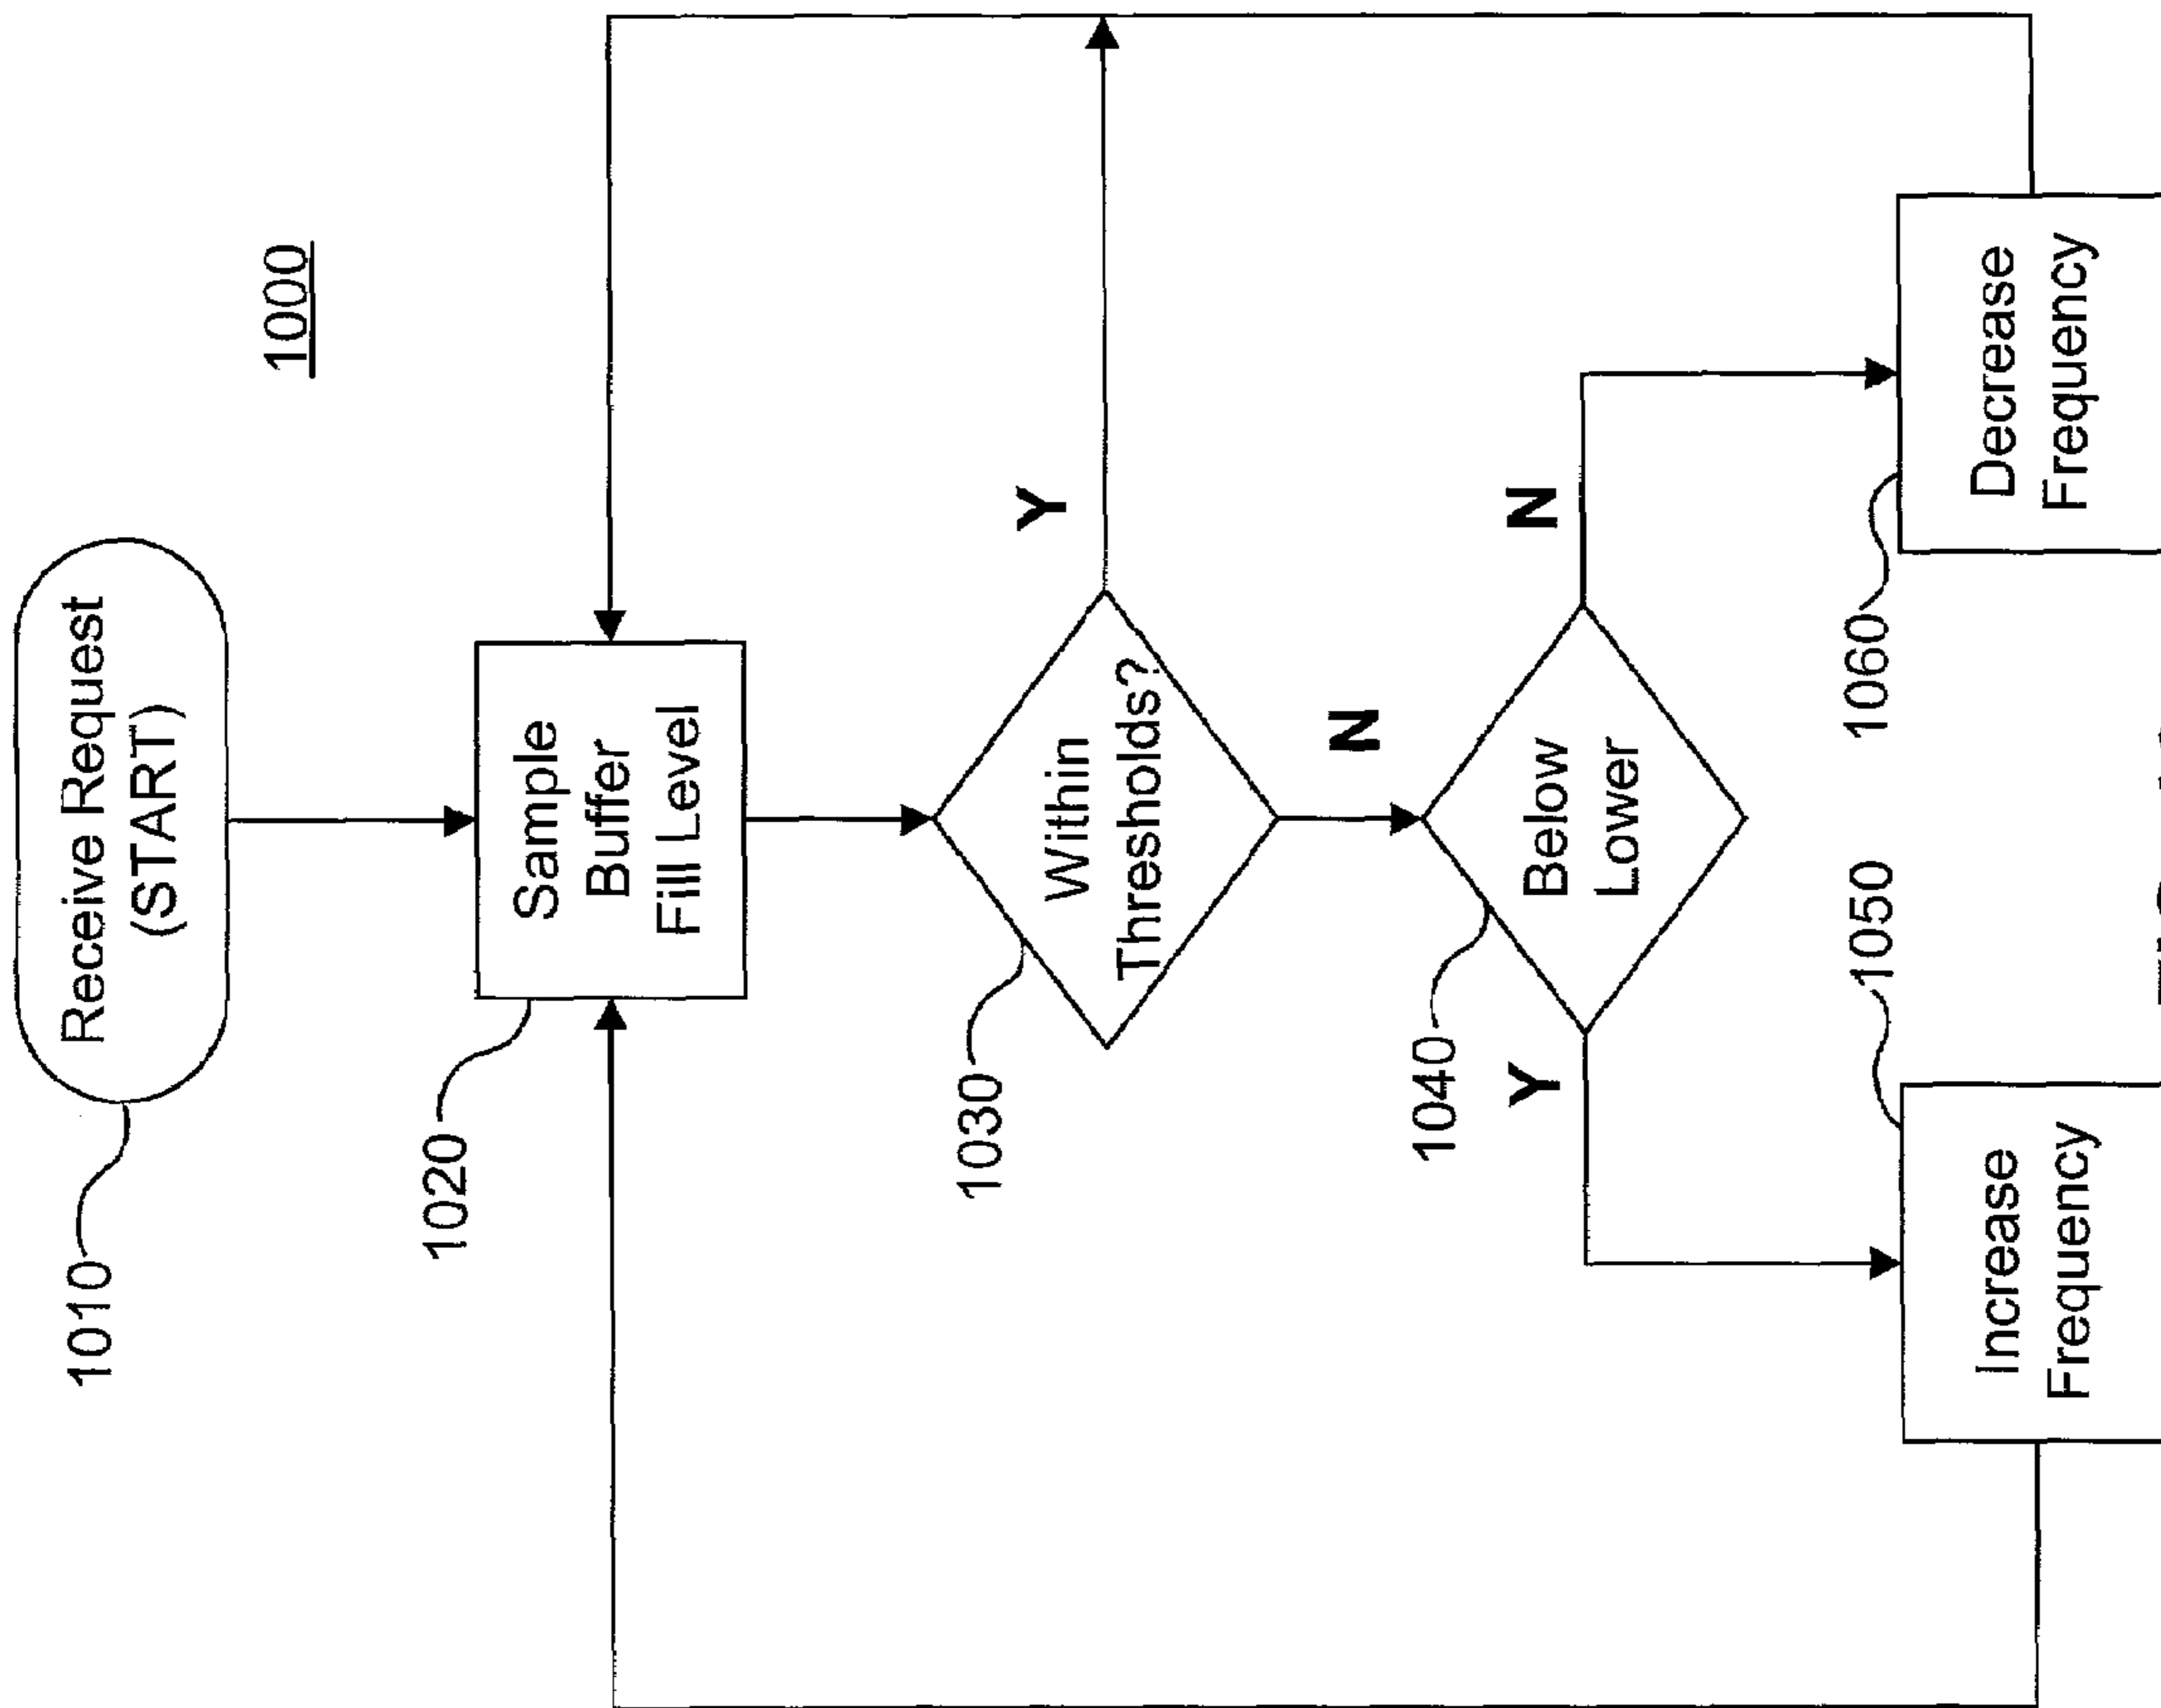 1000
Receive Request
(START)
1010
Sample
Buffer
Fill Level
1020
Within
Thresholds?
1030
Y
N
Below
Lower
1040
Y
N
1050
1060
Increase
Frequency
Decrease
Frequency